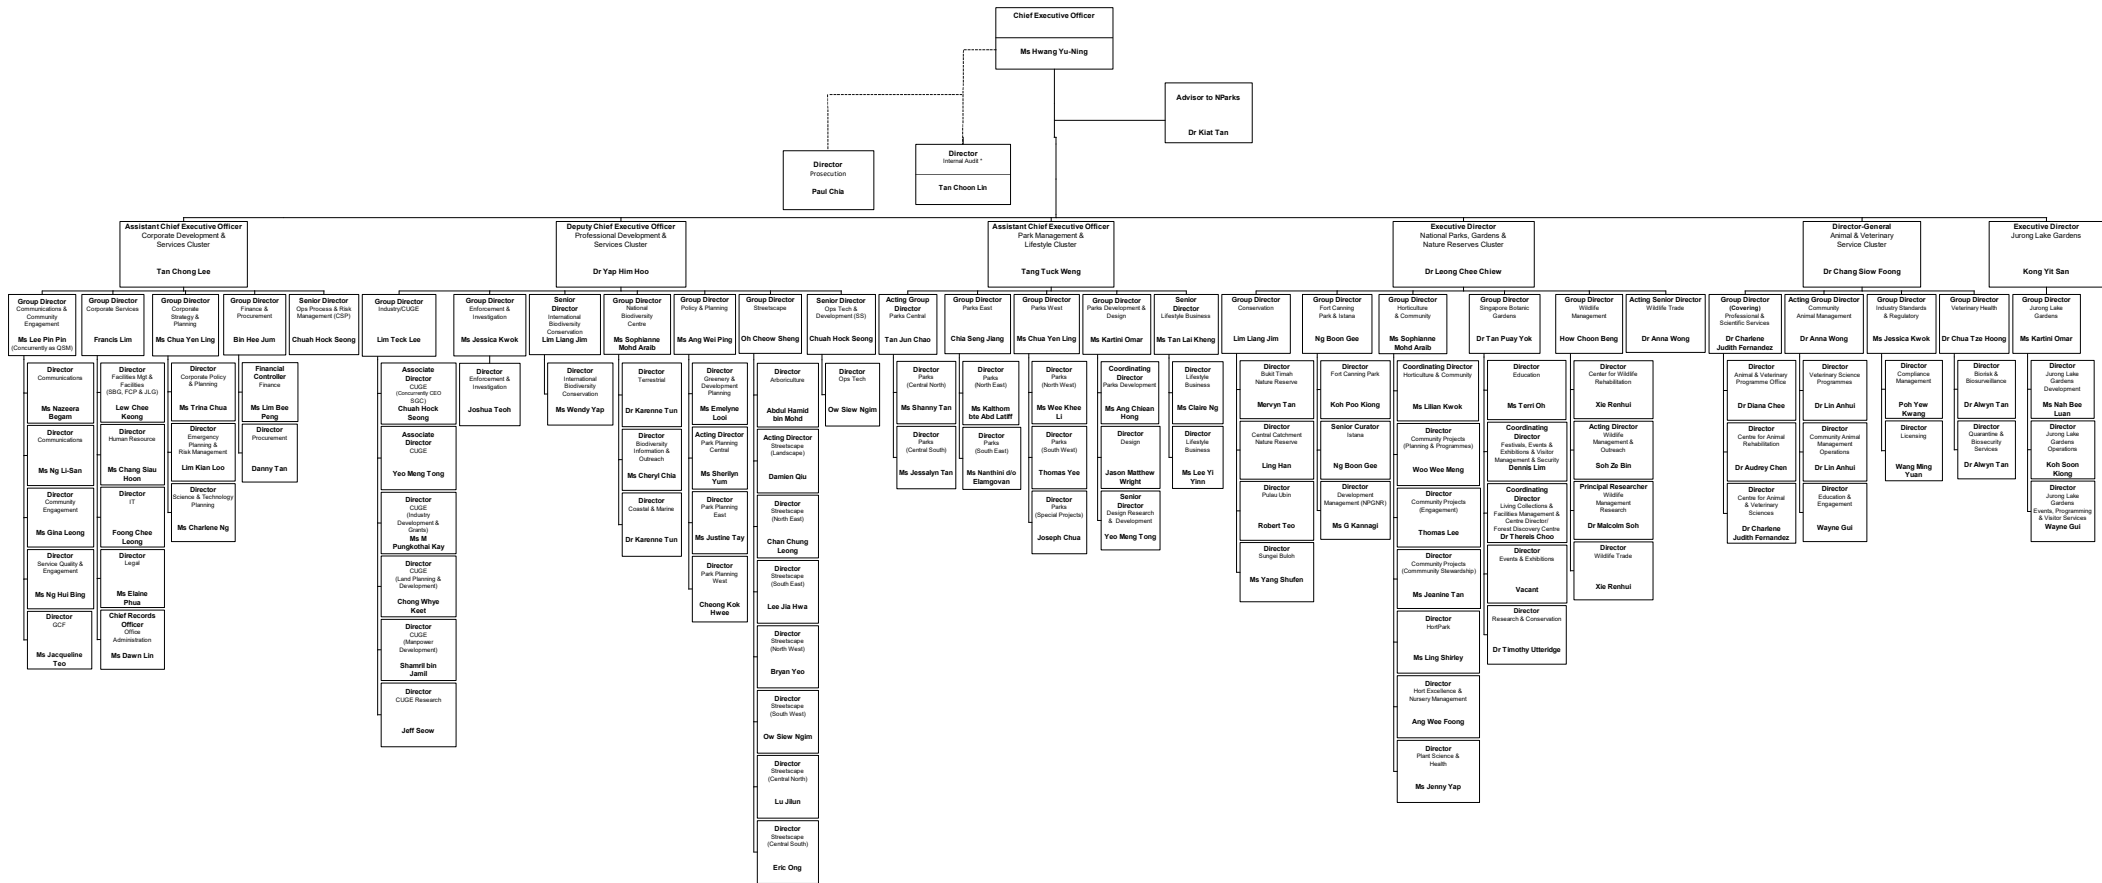 Chief Executive Officer
Ms Hwang Yu-Ning
Advisor to NParks
Dr Kiat Tan
Director
Prosecution
Paul Chia
Director
Internal Audit *
Tan Choon Lin
Assistant Chief Executive Officer
Corporate Development &
Services Cluster
Tan Chong Lee
Deputy Chief Executive Officer
Professional Development &
Services Cluster
Dr Yap Him Hoo
Assistant Chief Executive Officer
Park Management &
Lifestyle Cluster
Tang Tuck Weng
Executive Director
National Parks, Gardens &
Nature Reserves Cluster
Dr Leong Chee Chiew
Director-General
Animal & Veterinary
Service Cluster
Dr Chang Siow Foong
Executive Director
Jurong Lake Gardens
Kong Yit San
Group Director
Communications &
Community
Engagement
Ms Lee Pin Pin
(Concurrently as QSM)
Director
Communications
Ms Nazeera
Begam
Director
Communications
Ms Ng Li-San
Director
Community
Engagement
Ms Gina Leong
Director
Service Quality &
Engagement
Ms Ng Hui Bing
Director
GCF
Ms Jacqueline
Teo
Group Director
Corporate Services
Francis Lim
Director
Facilities Mgt &
Facilities
(SBG, FCP & JLG)
Lew Chee
Keong
Director
Human Resource
Ms Chang Siau
Hoon
Director
IT
Foong Chee
Leong
Director
Legal
Ms Elaine
Phua
Chief Records
Officer
Office
Administration
Ms Dawn Lin
Group Director
Corporate
Strategy &
Planning
Ms Chua Yen Ling
Director
Corporate Policy
& Planning
Ms Trina Chua
Director
Emergency
Planning &
Risk Management
Lim Kian Loo
Director
Science & Technology
Planning
Ms Charlene Ng
Group Director
Finance &
Procurement
Bin Hee Jum
Financial
Controller
Finance
Ms Lim Bee
Peng
Director
Procurement
Danny Tan
Senior Director
Ops Process & Risk
Management (CSP)
Chuah Hock Seong
Group Director
Industry/CUGE
Lim Teck Lee
Associate
Director
CUGE
(Concurrently CEO
SGC)
Chuah Hock
Seong
Associate
Director
CUGE
Yeo Meng Tong
Director
CUGE
(Industry
Development &
Grants)
Ms M
Pungkothai Kay
Director
CUGE
(Land Planning &
Development)
Chong Whye
Keet
Director
CUGE
(Manpower
Development)
Shamril bin
Jamil
Director
CUGE Research
Jeff Seow
Group Director
Enforcement &
Investigation
Ms Jessica Kwok
Director
Enforcement &
Investigation
Joshua Teoh
Senior
Director
International
Biodiversity
Conservation
Lim Liang Jim
Director
International
Biodiversity
Conservation
Ms Wendy Yap
Group Director
National
Biodiversity
Centre
Ms Sophianne
Mohd Araib
Director
Terrestrial
Dr Karenne Tun
Director
Biodiversity
Information &
Outreach
Ms Cheryl Chia
Director
Coastal & Marine
Dr Karenne Tun
Group Director
Policy & Planning
Ms Ang Wei Ping
Director
Greenery &
Development
Planning
Ms Emelyne
Looi
Acting Director
Park Planning
Central
Ms Sherilyn
Yum
Director
Park Planning
East
Ms Justine Tay
Director
Park Planning
West
Cheong Kok
Hwee
Group Director
Streetscape
Oh Cheow Sheng
Director
Arboriculture
Abdul Hamid
bin Mohd
Acting Director
Streetscape
(Landscape)
Damien Qiu
Director
Streetscape
(North East)
Chan Chung
Leong
Director
Streetscape
(South East)
Lee Jia Hwa
Director
Streetscape
(North West)
Bryan Yeo
Director
Streetscape
(South West)
Ow Siew Ngim
Director
Streetscape
(Central North)
Lu Jilun
Director
Streetscape
(Central South)
Eric Ong
Senior Director
Ops Tech &
Development (SS)
Chuah Hock Seong
Director
Ops Tech
Ow Siew Ngim
Acting Group
Director
Parks Central
Tan Jun Chao
Director
Parks
(Central North)
Ms Shanny Tan
Director
Parks
(Central South)
Ms Jessalyn Tan
Group Director
Parks East
Chia Seng Jiang
Director
Parks
(North East)
Ms Kalthom
bte Abd Latiff
Director
Parks
(South East)
Ms Nanthini d/o
Elamgovan
Group Director
Parks West
Ms Chua Yen Ling
Director
Parks
(North West)
Ms Wee Khee
Li
Director
Parks
(South West)
Thomas Yee
Director
Parks
(Special Projects)
Joseph Chua
Group Director
Parks Development &
Design
Ms Kartini Omar
Coordinating
Director
Parks Development
Ms Ang Chiean
Hong
Director
Design
Jason Matthew
Wright
Senior
Director
Design Research
& Development
Yeo Meng Tong
Senior
Director
Lifestyle Business
Ms Tan Lai Kheng
Director
Lifestyle
Business
Ms Claire Ng
Director
Lifestyle
Business
Ms Lee Yi
Yinn
Group Director
Conservation
Lim Liang Jim
Director
Bukit Timah
Nature Reserve
Mervyn Tan
Director
Central Catchment
Nature Reserve
Ling Han
Director
Pulau Ubin
Robert Teo
Director
Sungei Buloh
Ms Yang Shufen
Group Director
Fort Canning
Park & Istana
Ng Boon Gee
Director
Fort Canning Park
Koh Poo Kiong
Senior Curator
Istana
Ng Boon Gee
Director
Development
Management (NPGNR)
Ms G Kannagi
Group Director
Horticulture
& Community
Ms Sophianne
Mohd Araib
Coordinating Director
Horticulture & Community
Ms Lilian Kwok
Director
Community Projects
(Planning & Programmes)
Woo Wee Meng
Director
Community Projects
(Engagement)
Thomas Lee
Director
Community Projects
(Community Stewardship)
Ms Jeanine Tan
Director
HortPark
Ms Ling Shirley
Director
Hort Excellence &
Nursery Management
Ang Wee Foong
Director
Plant Science &
Health
Ms Jenny Yap
Group Director
Singapore Botanic
Gardens
Dr Tan Puay Yok
Director
Education
Ms Terri Oh
Coordinating
Director
Festivals, Events &
Exhibitions & Visitor
Management & Security
Dennis Lim
Coordinating
Director
Living Collections &
Facilities Management &
Centre Director/
Forest Discovery Centre
Dr Thereis Choo
Director
Events & Exhibitions
Vacant
Director
Research & Conservation
Dr Timothy Utteridge
Group Director
Wildlife
Management
How Choon Beng
Director
Center for Wildlife
Rehabilitation
Xie Renhui
Acting Director
Wildlife
Management &
Outreach
Soh Ze Bin
Principal Researcher
Wildlife
Management
Research
Dr Malcolm Soh
Director
Wildlife Trade
Xie Renhui
Acting Senior Director
Wildlife Trade
Dr Anna Wong
Group Director
(Covering)
Professional &
Scientific Services
Dr Charlene
Judith Fernandez
Director
Animal & Veterinary
Programme Office
Dr Diana Chee
Director
Centre for Animal
Rehabilitation
Dr Audrey Chen
Director
Centre for Animal
& Veterinary
Sciences
Dr Charlene
Judith Fernandez
Acting Group Director
Community
Animal Management
Dr Anna Wong
Director
Veterinary Science
Programmes
Dr Lin Anhui
Director
Community Animal
Management
Operations
Dr Lin Anhui
Director
Education &
Engagement
Wayne Gui
Group Director
Industry Standards
& Regulatory
Ms Jessica Kwok
Director
Compliance
Management
Poh Yew
Kwang
Director
Licensing
Wang Ming
Yuan
Group Director
Veterinary Health
Dr Chua Tze Hoong
Director
Biorisk &
Biosurveillance
Dr Alwyn Tan
Director
Quarantine &
Biosecurity
Services
Dr Alwyn Tan
Group Director
Jurong Lake
Gardens
Ms Kartini Omar
Director
Jurong Lake
Gardens
Development
Ms Nah Bee
Luan
Director
Jurong Lake
Gardens
Operations
Koh Soon
Kiong
Director
Jurong Lake
Gardens
Events, Programming
& Visitor Services
Wayne Gui